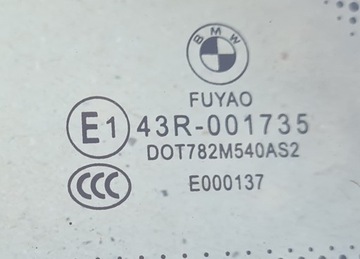 BMW
FUYAO
E1 43R-001735
DOT782M540AS2
CCC E000137